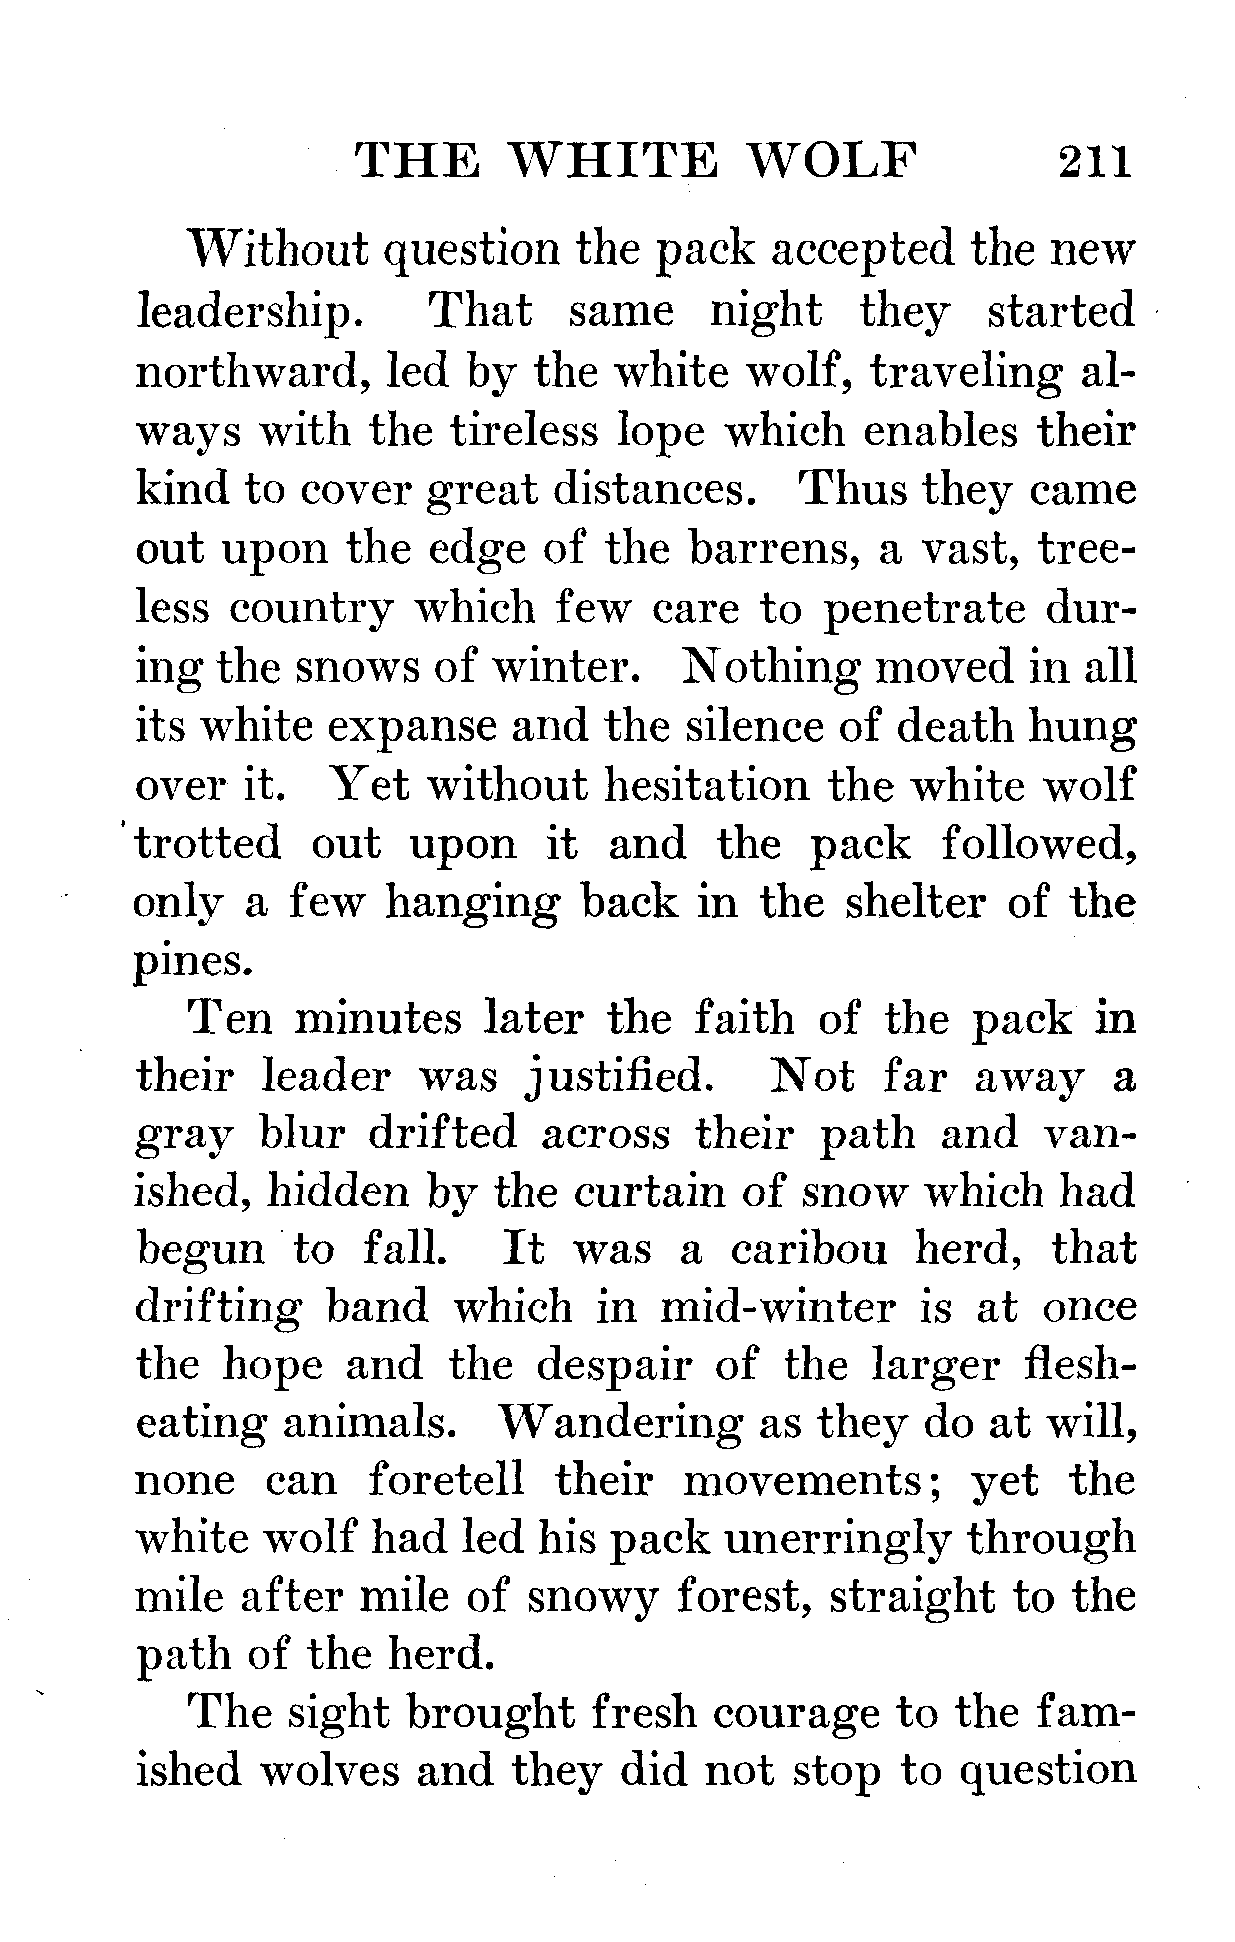 THE WHITE WOLF 211
Without question the pack accepted the new
leadership. That same night they started
northward, led by the white wolf, traveling al-
ways with the tireless lope which enables their
kind to cover great distances. Thus they came
out upon the edge of the barrens, a vast, tree-
less country which few care to penetrate dur-
ing the snows of winter. Nothing moved in all
its white expanse and the silence of death hung
over it. Yet without hesitation the white wolf
trotted out upon it and the pack followed,
only a few hanging back in the shelter of the
pines.
Ten minutes later the faith of the pack in
their leader was justified. Not far away a
gray blur drifted across their path and van-
ished, hidden by the curtain of snow which had
begun to fall. It was a caribou herd, that
drifting band which in mid-winter is at once
the hope and the despair of the larger flesh-
eating animals. Wandering as they do at will,
none can foretell their movements; yet the
white wolf had led his pack unerringly through
mile after mile of snowy forest, straight to the
path of the herd.
The sight brought fresh courage to the fam-
ished wolves and they did not stop to question